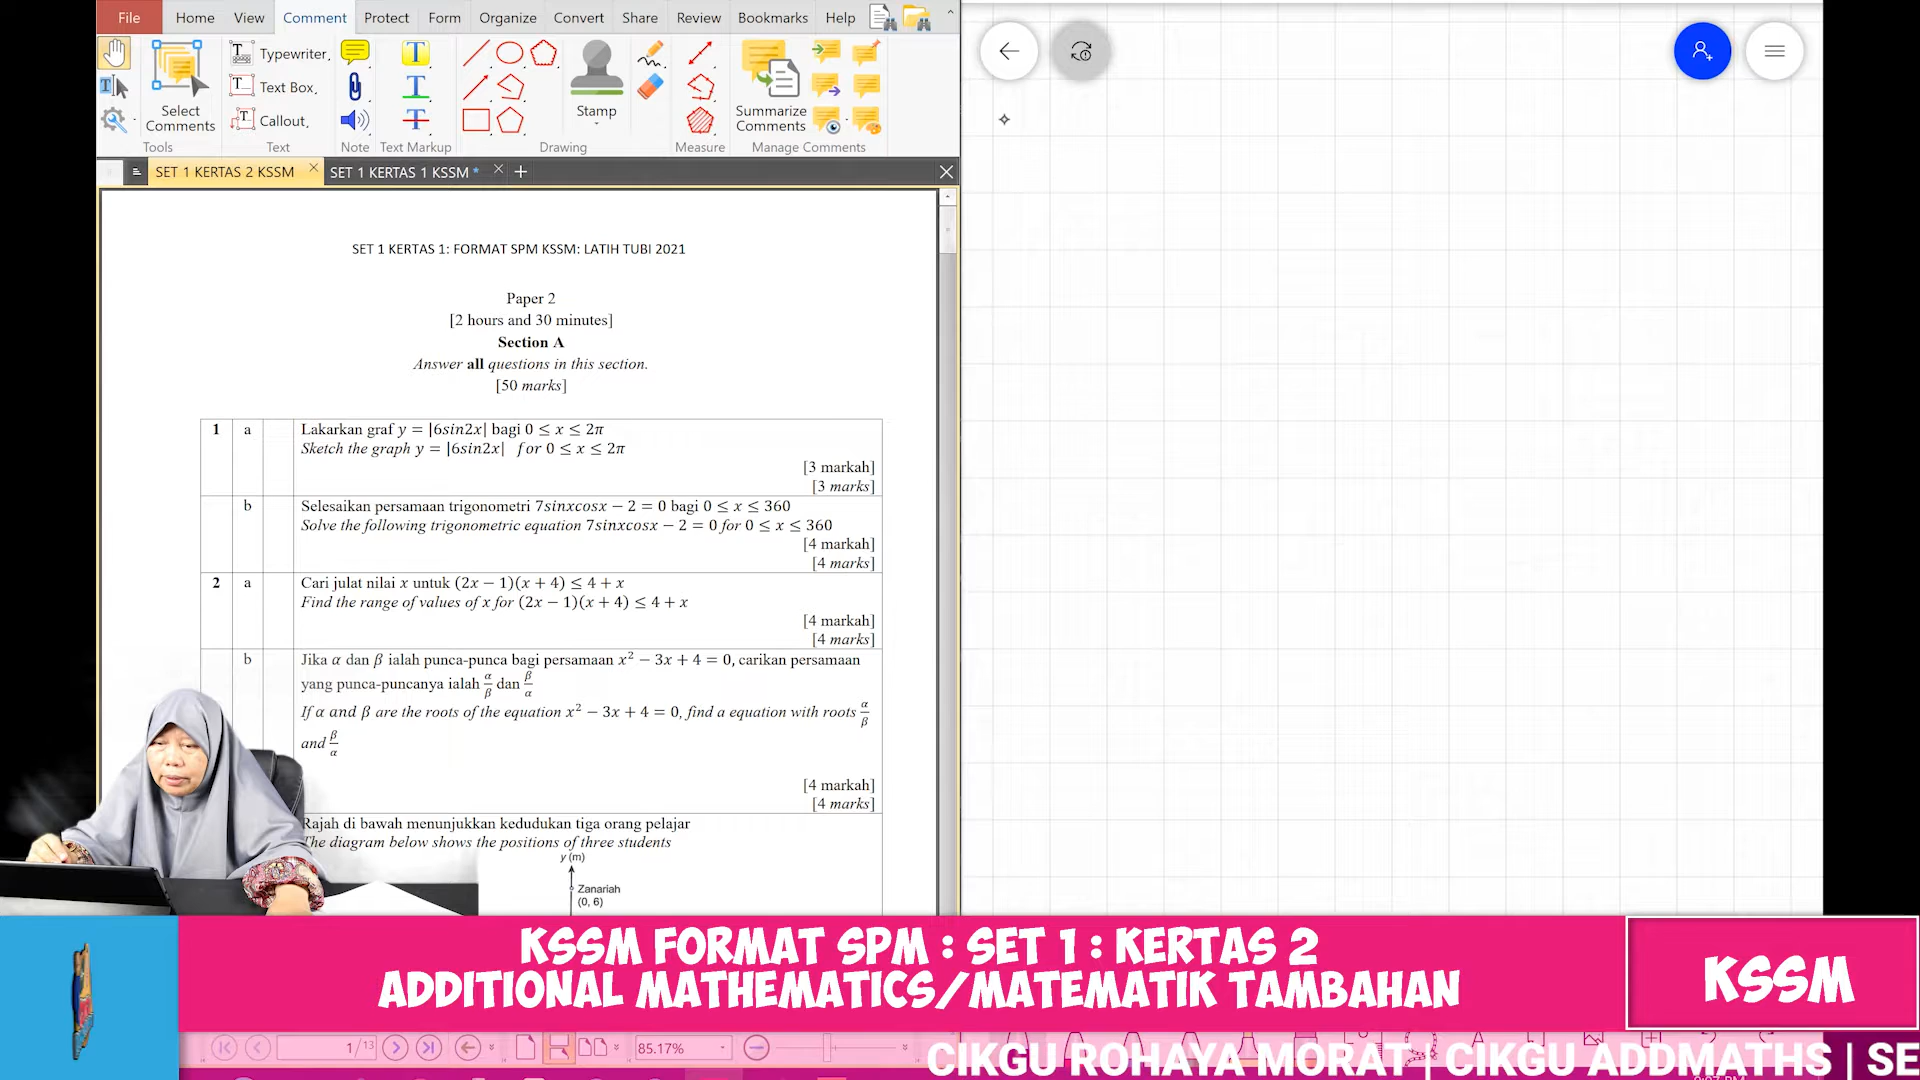 File Home View Comment Protect Form Organize Convert Share Review Bookmarks Help
Select Comments
Typewriter
Text Box
Callout
Stamp
Summarize Comments
Tools Text Note Text Markup Drawing Measure Manage Comments
SET 1 KERTAS 2 KSSM SET 1 KERTAS 1 KSSM *
SET 1 KERTAS 1: FORMAT SPM KSSM: LATIH TUBI 2021
Paper 2
[2 hours and 30 minutes]
Section A
Answer all questions in this section.
[50 marks]
1 a Lakarkan graf y = |6sin2x| bagi 0 ≤ x ≤ 2π
Sketch the graph y = |6sin2x| for 0 ≤ x ≤ 2π
[3 markah]
[3 marks]
b Selesaikan persamaan trigonometri 7sinxcosx − 2 = 0 bagi 0 ≤ x ≤ 360
Solve the following trigonometric equation 7sinxcosx − 2 = 0 for 0 ≤ x ≤ 360
[4 markah]
[4 marks]
2 a Cari julat nilai x untuk (2x − 1)(x + 4) ≤ 4 + x
Find the range of values of x for (2x − 1)(x + 4) ≤ 4 + x
[4 markah]
[4 marks]
b Jika α dan β ialah punca-punca bagi persamaan x² − 3x + 4 = 0, carikan persamaan
yang punca-puncanya ialah α/β dan β/α
If α and β are the roots of the equation x² − 3x + 4 = 0, find a equation with roots α/β
and β/α
[4 markah]
[4 marks]
Rajah di bawah menunjukkan kedudukan tiga orang pelajar
The diagram below shows the positions of three students
y (m)
Zanariah
(0, 6)
KSSM FORMAT SPM : SET 1 : KERTAS 2
ADDITIONAL MATHEMATICS/MATEMATIK TAMBAHAN
KSSM
1 / 13
85.17%
CIKGU ROHAYA MORAT | CIKGU ADDMATHS | SE